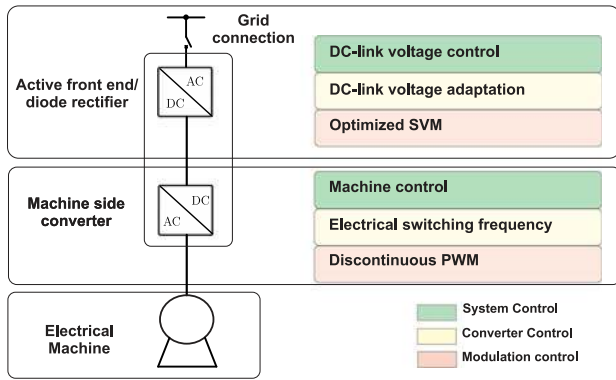 Grid
connection
Active front end/
diode rectifier
AC
DC
DC-link voltage control
DC-link voltage adaptation
Optimized SVM
Machine side
converter
DC
AC
Machine control
Electrical switching frequency
Discontinuous PWM
Electrical
Machine
System Control
Converter Control
Modulation control